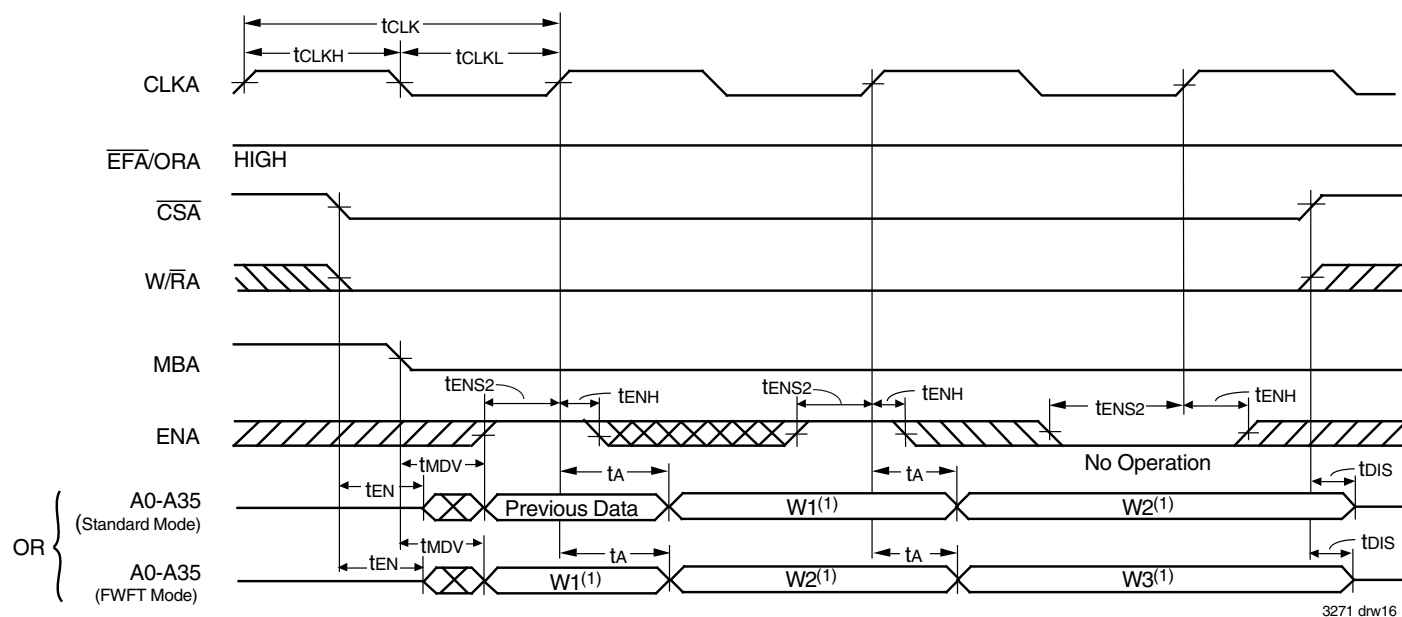 tCLK
tCLKH tCLKL
CLKA
EFA/ORA HIGH
CSA
W/RA
MBA
tENS2 tENH tENS2 tENH tENS2 tENH
ENA
No Operation
tMDV tA tA tDIS
tEN
A0-A35 Previous Data W1(1) W2(1)
(Standard Mode)
OR
tMDV tA tA tDIS
tEN
A0-A35 W1(1) W2(1) W3(1)
(FWFT Mode)
3271 drw16